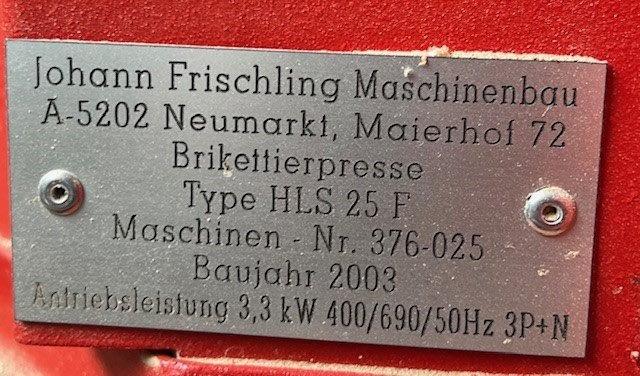 Johann Frischling Maschinenbau
A-5202 Neumarkt, Maierhof 72
Brikettierpresse
Type HLS 25 F
Maschinen - Nr. 376-025
Baujahr 2003
Antriebsleistung 3,3 kW 400/690/50Hz 3P+N